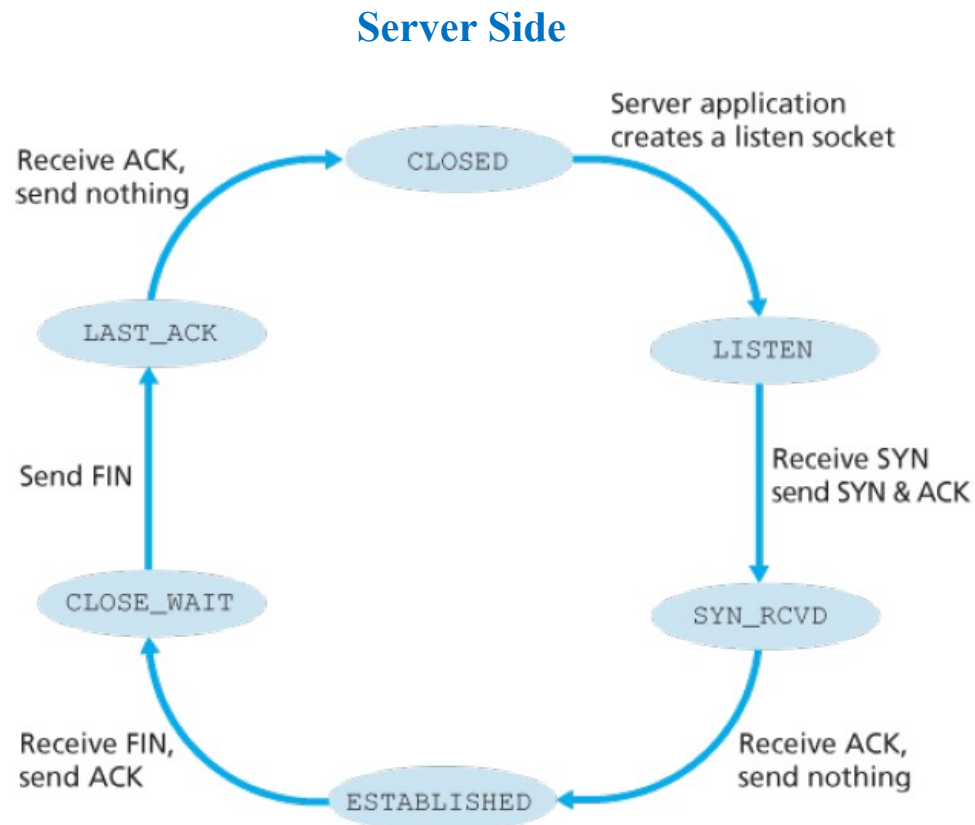 Server Side
CLOSED
Server application
creates a listen socket
LISTEN
Receive SYN
send SYN & ACK
SYN_RCVD
Receive ACK,
send nothing
ESTABLISHED
Receive FIN,
send ACK
CLOSE_WAIT
Send FIN
LAST_ACK
Receive ACK,
send nothing